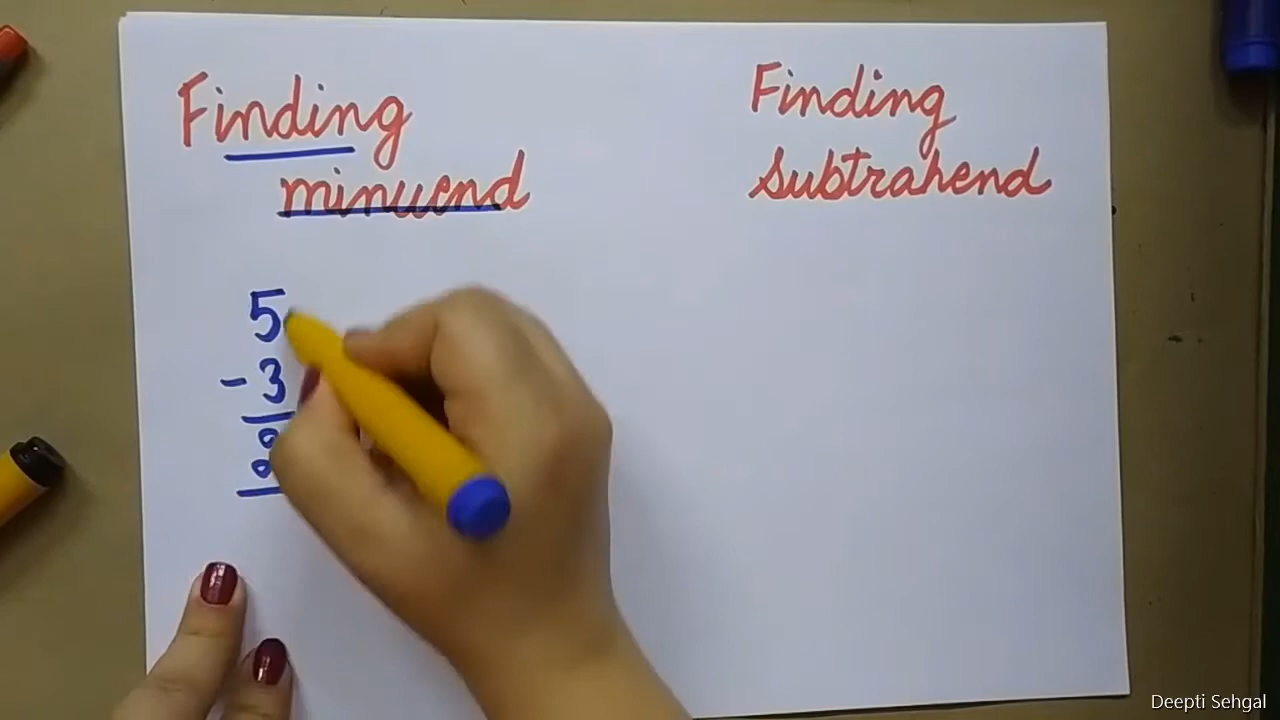 Finding
minuend
Finding
Subtrahend
5
- 3
Deepti Sehgal